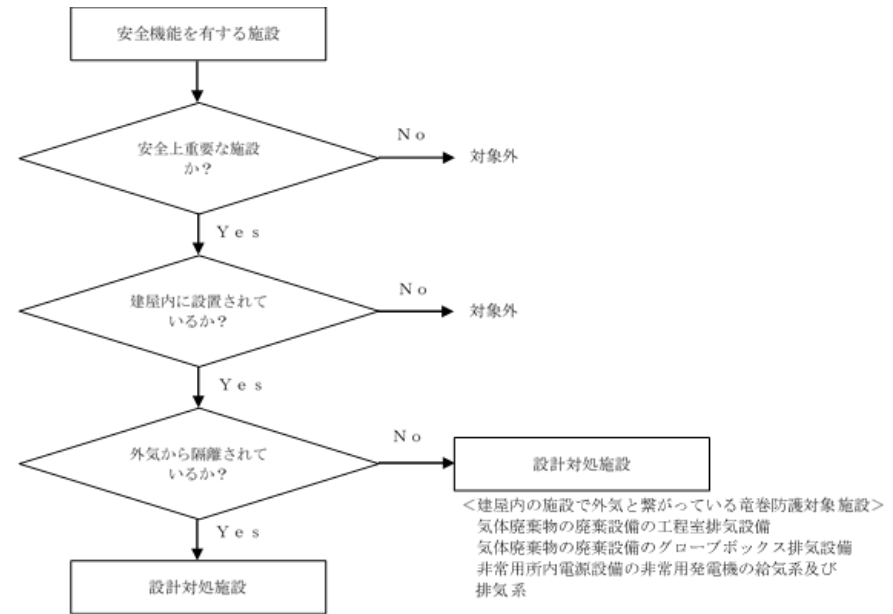 安全機能を有する施設
安全上重要な施設
か？
Ｎｏ
対象外
Ｙｅｓ
建屋内に設置されて
いるか？
Ｎｏ
対象外
Ｙｅｓ
外気から隔離されて
いるか？
Ｎｏ
設計対処施設
＜建屋内の施設で外気と繋がっている竜巻防護対象施設＞
気体廃棄物の廃棄設備の工程室排気設備
気体廃棄物の廃棄設備のグローブボックス排気設備
非常用所内電源設備の非常用発電機の給気系及び
排気系
Ｙｅｓ
設計対処施設